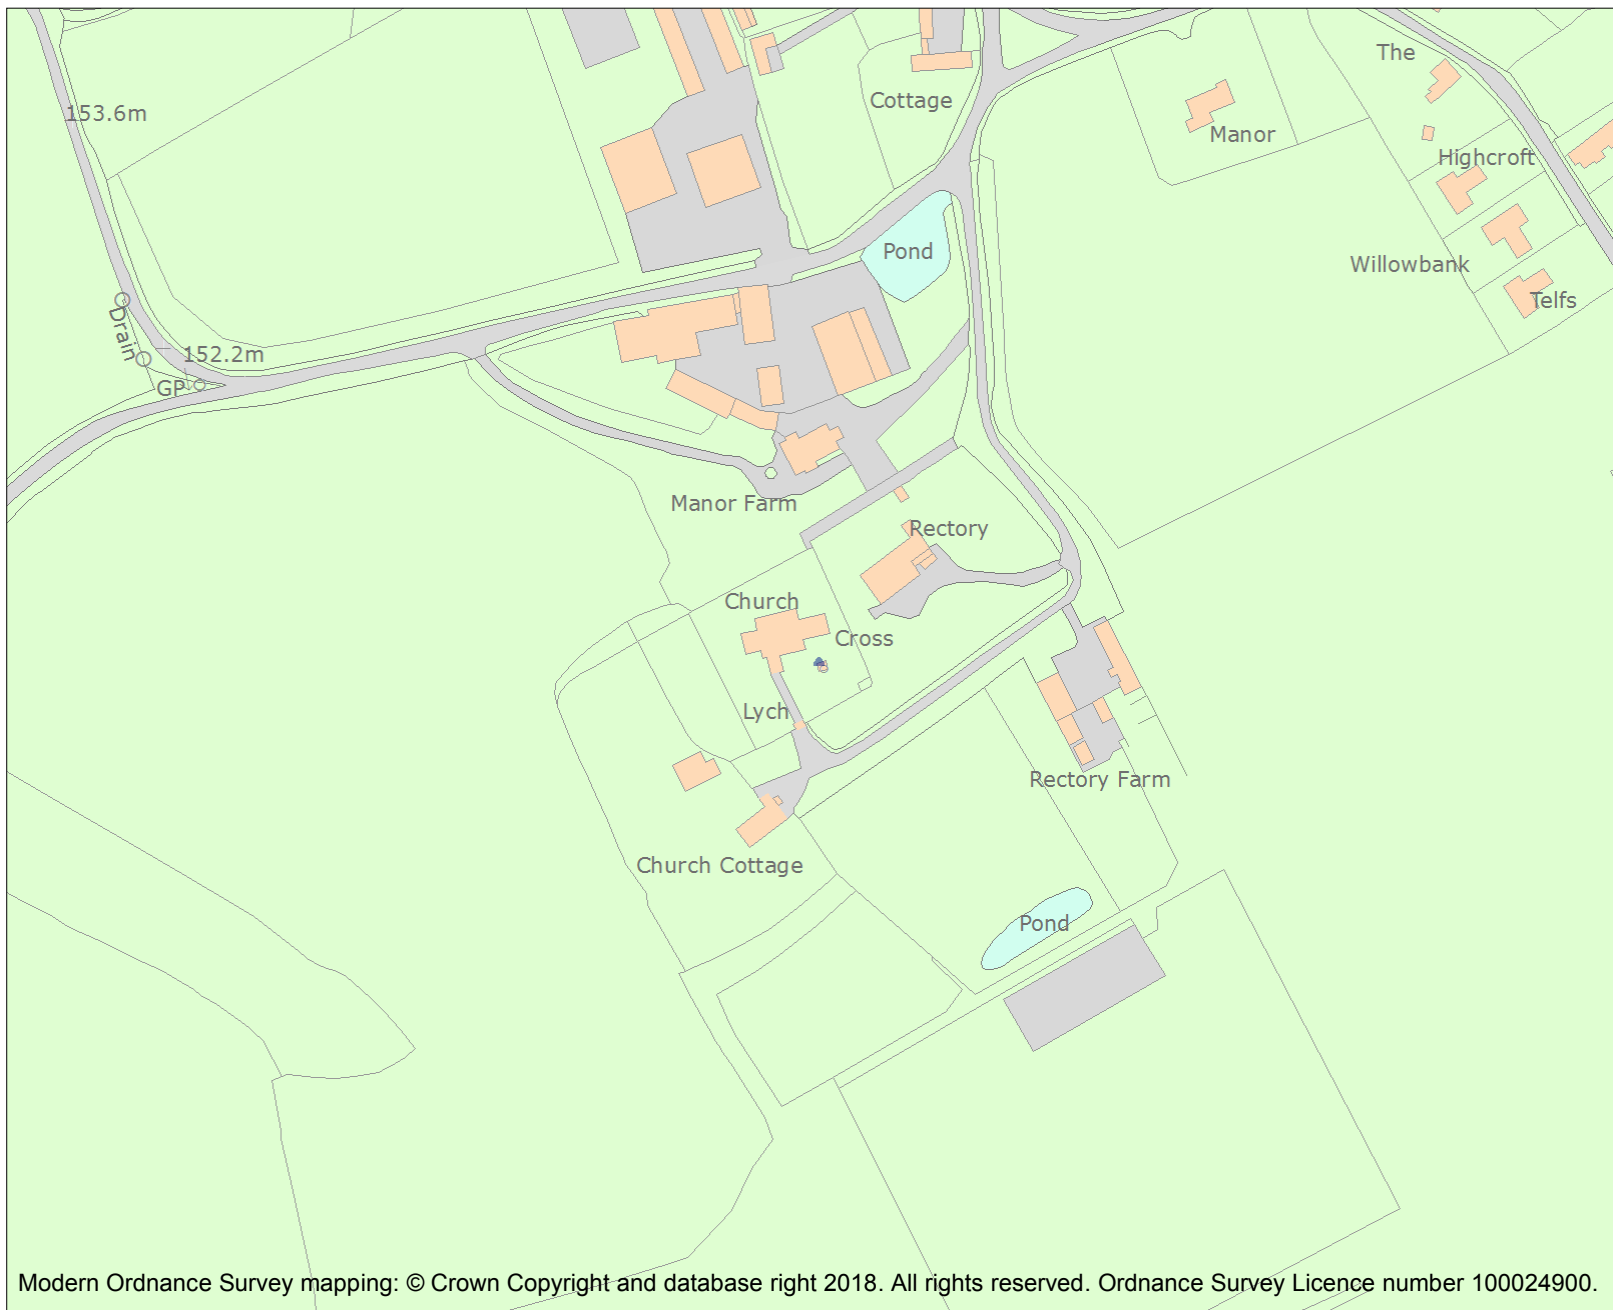 The
Cottage
153.6m
Manor
Highcroft
Pond
Willowbank
Telfs
Drain
152.2m
GP
Manor Farm
Rectory
Church
Cross
Lych
Rectory Farm
Church Cottage
Pond
Modern Ordnance Survey mapping: © Crown Copyright and database right 2018. All rights reserved. Ordnance Survey Licence number 100024900.